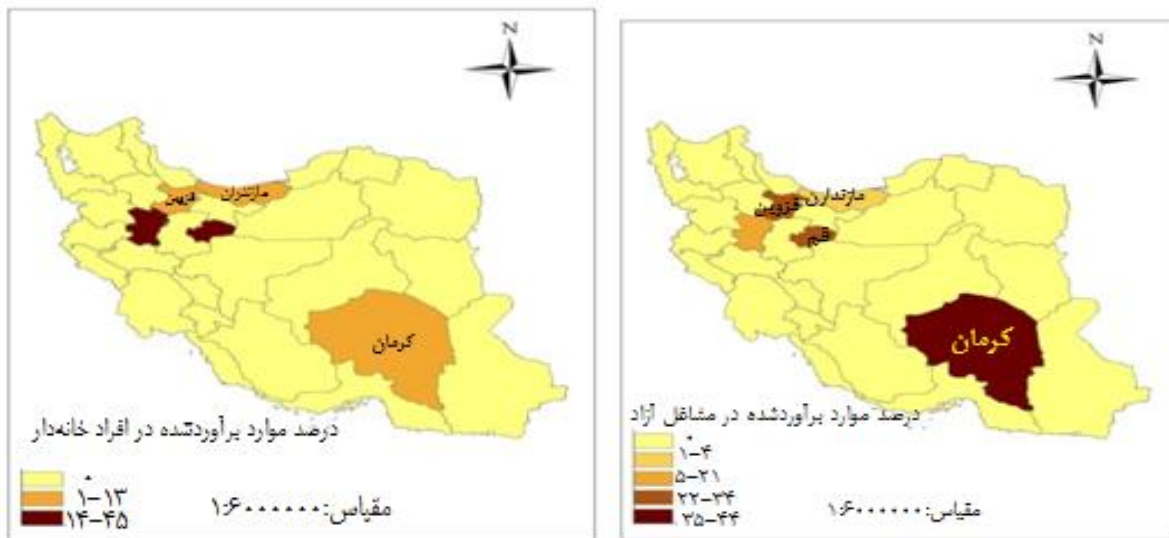 N
قزوین
مازندران
کرمان
درصد موارد برآوردشده در افراد خانه‌دار
۰
۱-۱۳
۱۴-۴۵
مقیاس:۱:۶۰۰۰۰۰۰
N
مازندارن
قزوین
قم
کرمان
درصد موارد برآوردشده در مشاغل آزاد
۰
۱-۴
۵-۲۱
۲۲-۳۴
۳۵-۴۴
مقیاس:۱:۶۰۰۰۰۰۰